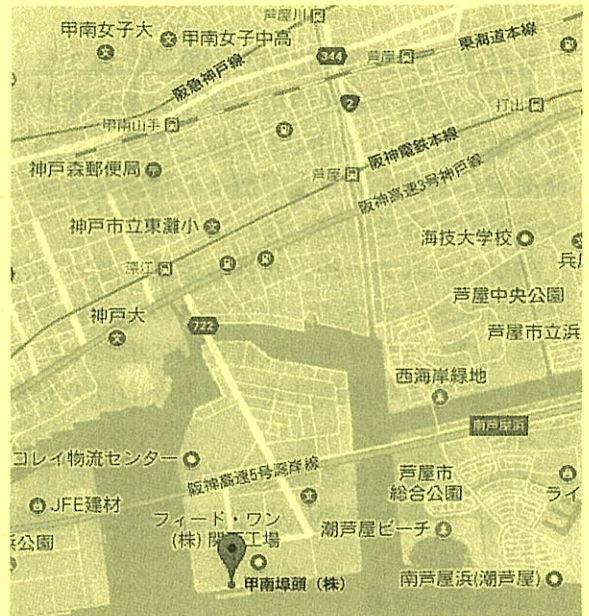 芦屋川
甲南女子大
甲南女子中高
344
芦屋
東海道本線
阪急神戸線
2
打出
甲南山手
阪神電鉄本線
神戸森郵便局
芦屋
阪神高速3号神戸線
神戸市立東灘小
海技大学校
兵
深江
芦屋中央公園
神戸大
722
芦屋市立浜
西海岸緑地
南芦屋浜
コレイ物流センター
阪神高速5号湾岸線
芦屋市
総合公園
ライ
JFE建材
フィード・ワン
(株) 関
工場
潮芦屋ビーチ
浜公園
甲南埠頭（株）
南芦屋浜(潮芦屋)